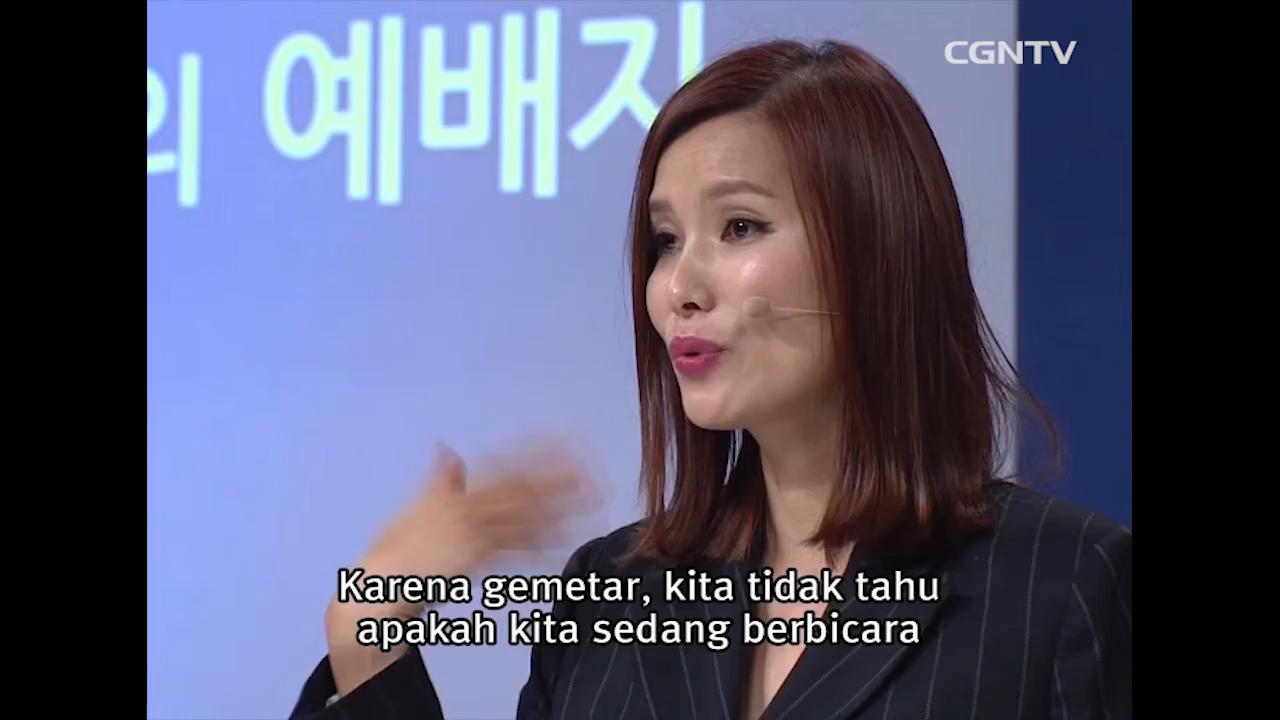 CGNTV
의 예배자
Karena gemetar, kita tidak tahu
apakah kita sedang berbicara